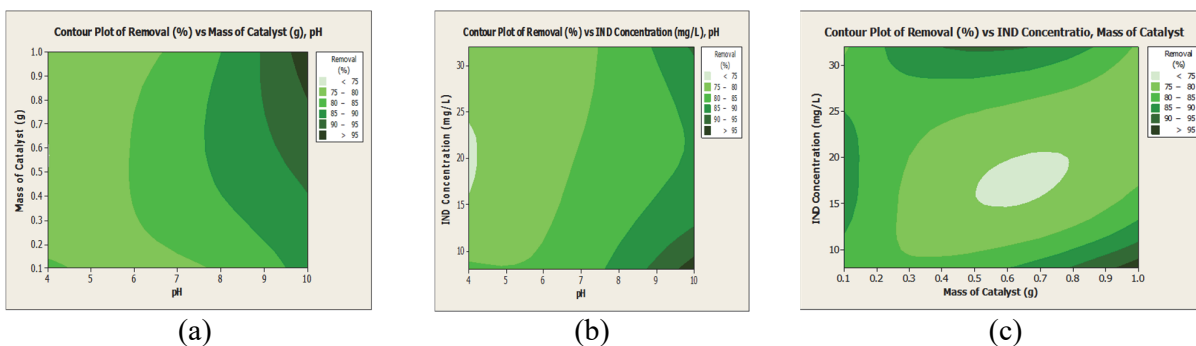 Contour Plot of Removal (%) vs Mass of Catalyst (g), pH
Mass of Catalyst (g)
1.0
0.9
0.8
0.7
0.6
0.5
0.4
0.3
0.2
0.1
4 5 6 7 8 9 10
pH
Removal
(%)
< 75
75 – 80
80 – 85
85 – 90
90 – 95
> 95
(a)
Contour Plot of Removal (%) vs IND Concentration (mg/L), pH
IND Concentration (mg/L)
30
25
20
15
10
4 5 6 7 8 9 10
pH
Removal
(%)
< 75
75 – 80
80 – 85
85 – 90
90 – 95
> 95
(b)
Contour Plot of Removal (%) vs IND Concentratio, Mass of Catalyst
IND Concentration (mg/L)
30
25
20
15
10
0.1 0.2 0.3 0.4 0.5 0.6 0.7 0.8 0.9 1.0
Mass of Catalyst (g)
Removal
(%)
< 75
75 – 80
80 – 85
85 – 90
90 – 95
> 95
(c)